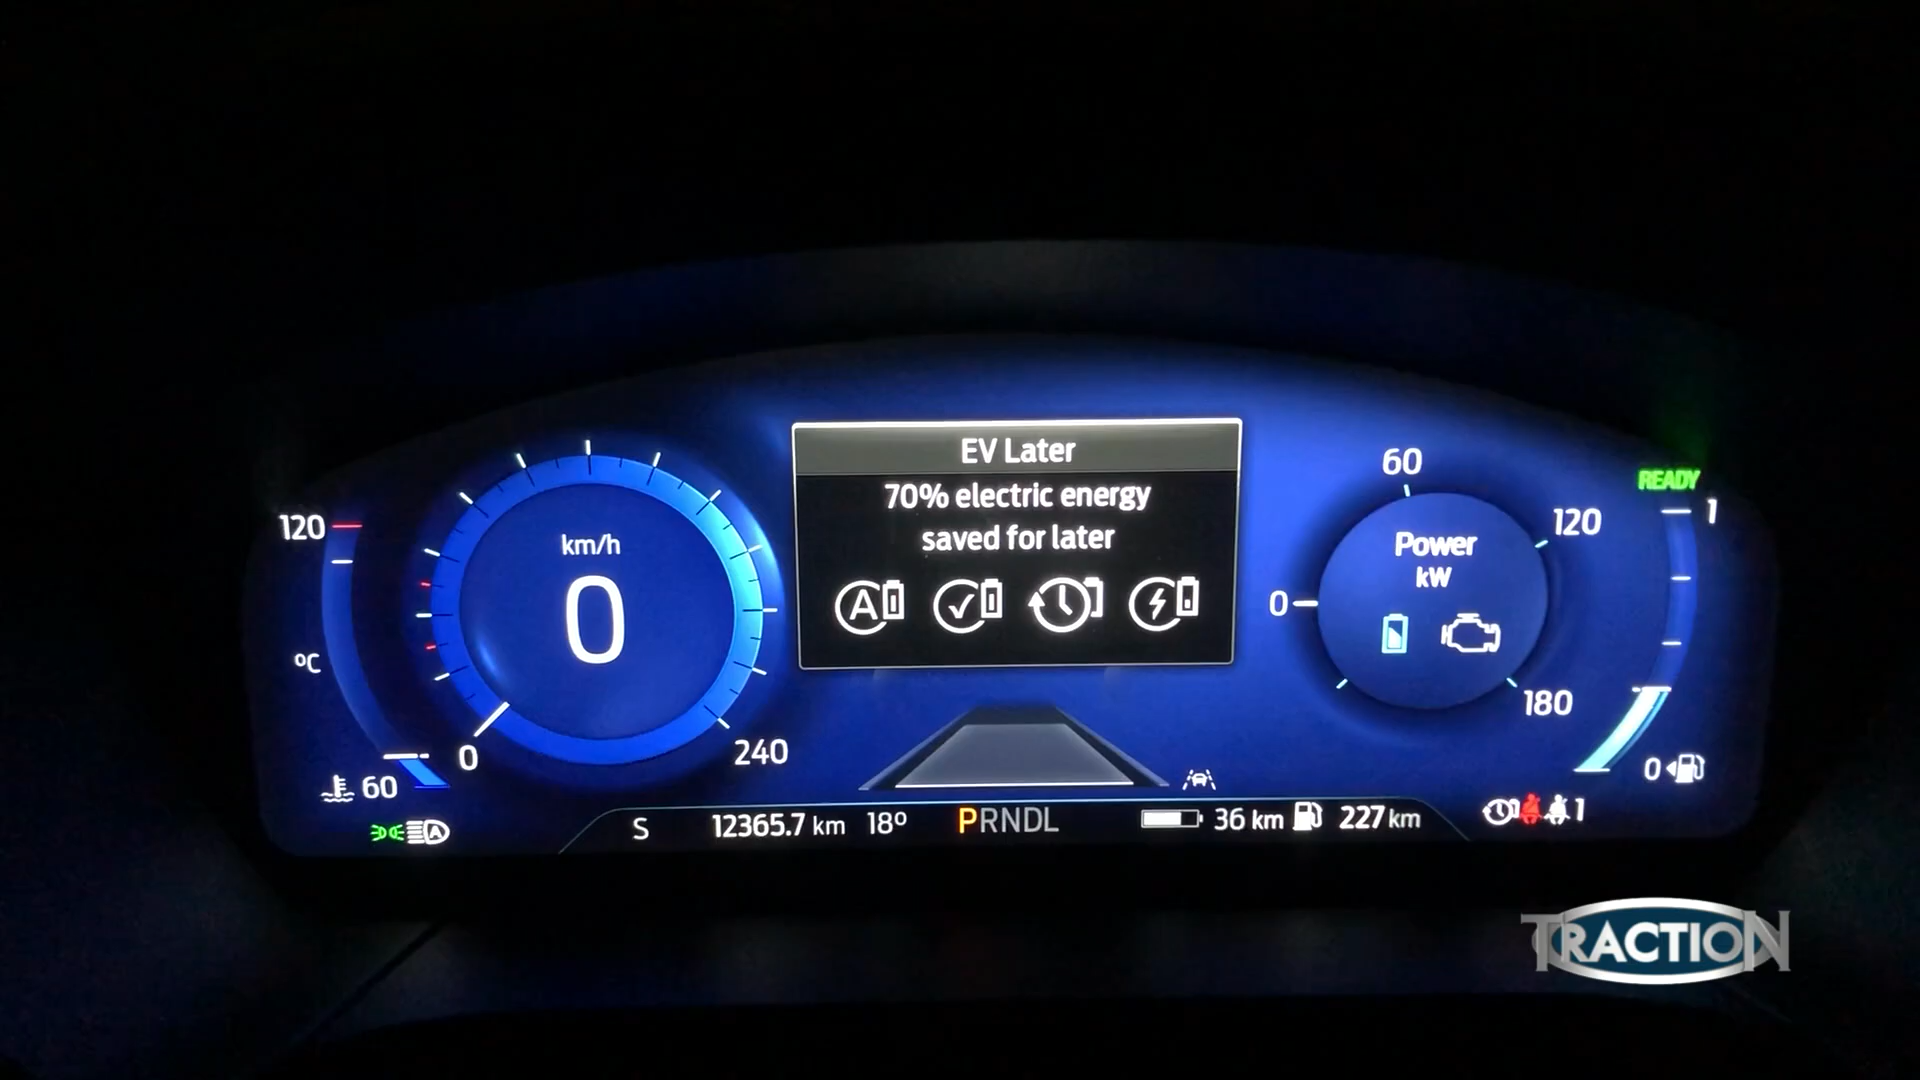 EV Later
70% electric energy
saved for later
A
120
°C
60
km/h
0
0
240
60
120
180
0
Power
kW
READY
1
0
A
S
12365.7 km
18°
PRNDL
36 km
227 km
1
TRACTION